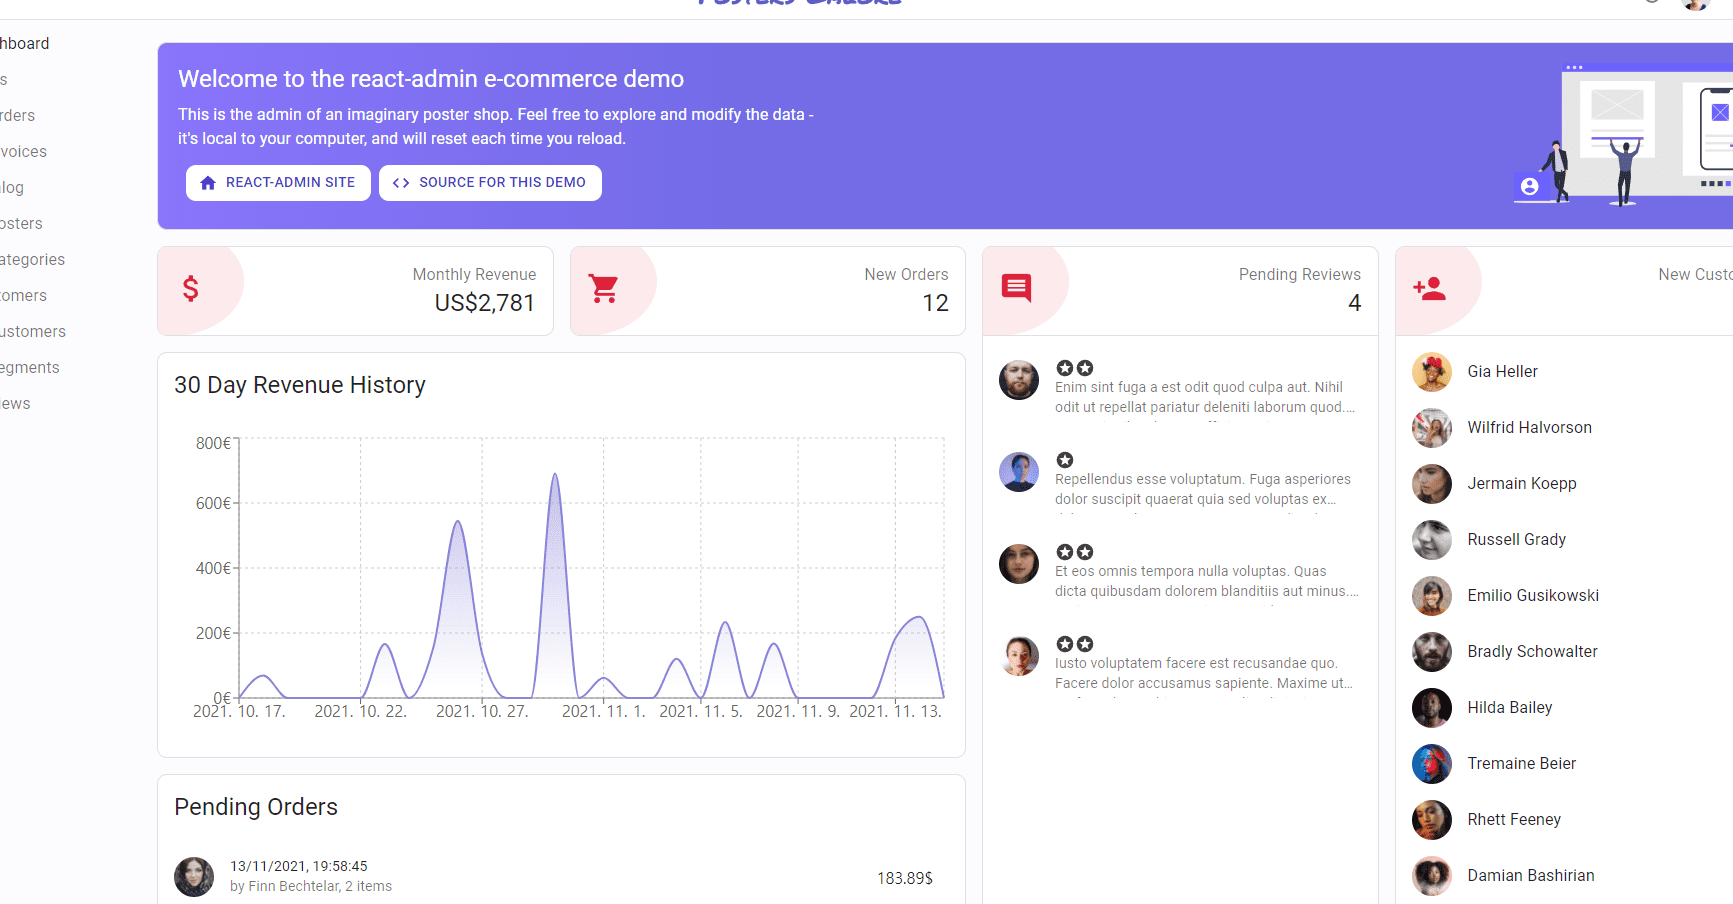 hboard
s
rders
voices
log
osters
ategories
omers
ustomers
egments
iews
Welcome to the react-admin e-commerce demo
This is the admin of an imaginary poster shop. Feel free to explore and modify the data -
it's local to your computer, and will reset each time you reload.
REACT-ADMIN SITE
SOURCE FOR THIS DEMO
Monthly Revenue
US$2,781
New Orders
12
Pending Reviews
4
New Custo
30 Day Revenue History
800€
600€
400€
200€
0€
2021. 10. 17. 2021. 10. 22. 2021. 10. 27. 2021. 11. 1. 2021. 11. 5. 2021. 11. 9. 2021. 11. 13.
Pending Orders
13/11/2021, 19:58:45
by Finn Bechtelar, 2 items
183.89$
Enim sint fuga a est odit quod culpa aut. Nihil
odit ut repellat pariatur deleniti laborum quod....
Repellendus esse voluptatum. Fuga asperiores
dolor suscipit quaerat quia sed voluptas ex...
Et eos omnis tempora nulla voluptas. Quas
dicta quibusdam dolorem blanditiis aut minus....
Iusto voluptatem facere est recusandae quo.
Facere dolor accusamus sapiente. Maxime ut...
Gia Heller
Wilfrid Halvorson
Jermain Koepp
Russell Grady
Emilio Gusikowski
Bradly Schowalter
Hilda Bailey
Tremaine Beier
Rhett Feeney
Damian Bashirian